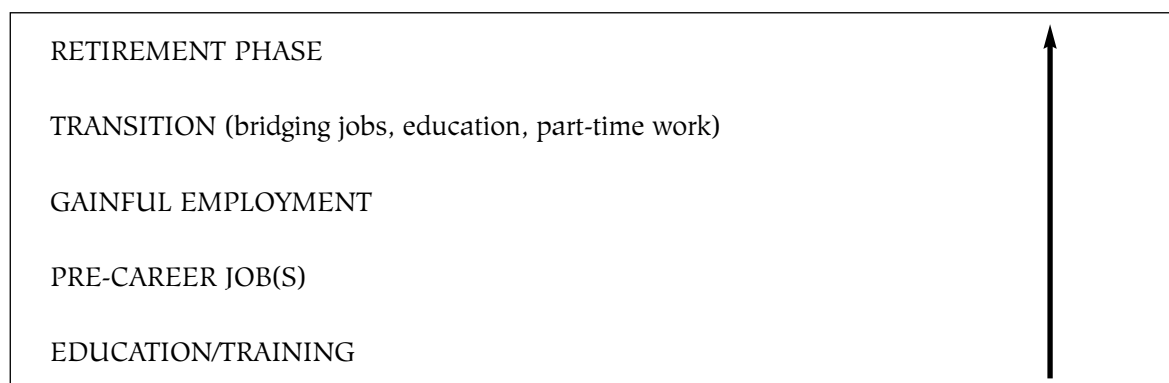 RETIREMENT PHASE
TRANSITION (bridging jobs, education, part-time work)
GAINFUL EMPLOYMENT
PRE-CAREER JOB(S)
EDUCATION/TRAINING